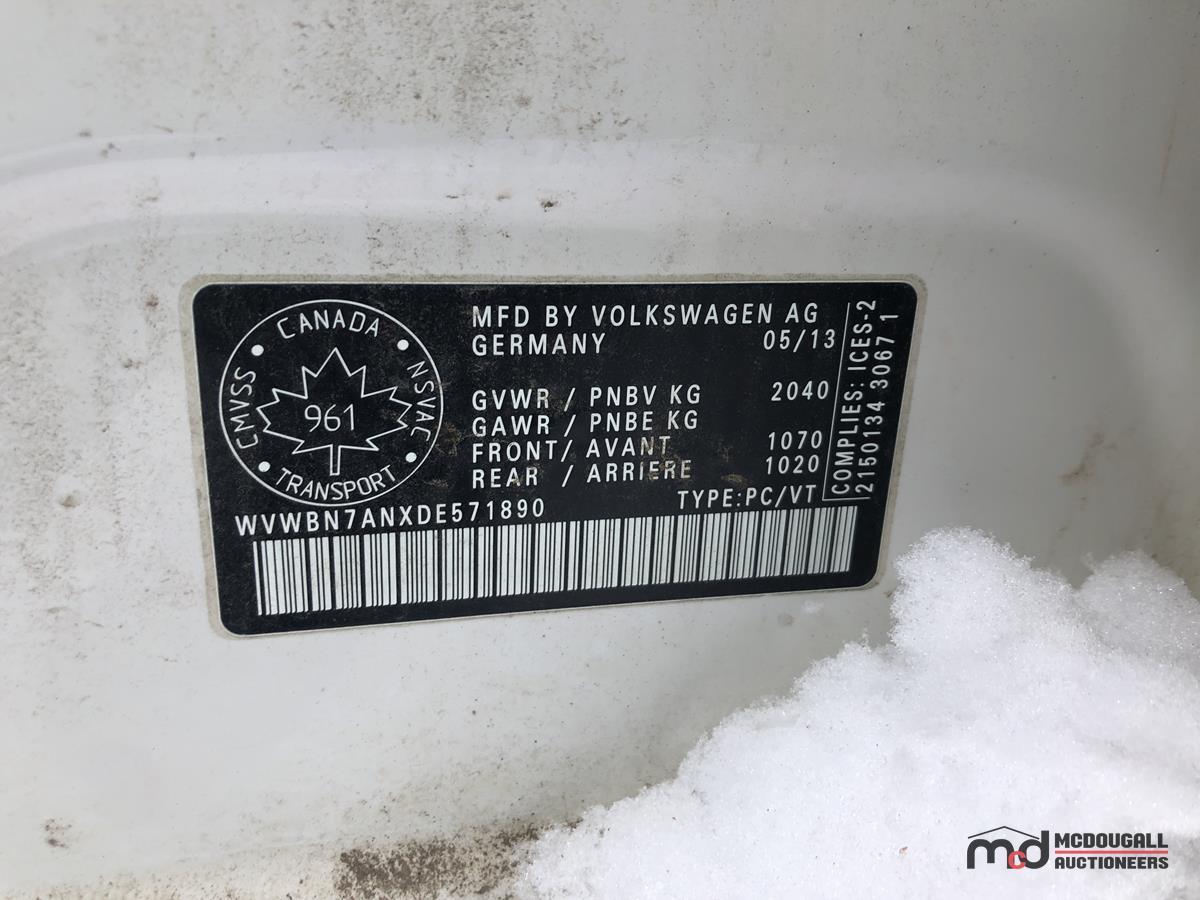 CANADA
CMVSS
NSVAC
961
TRANSPORT
MFD BY VOLKSWAGEN AG
GERMANY 05/13
GVWR / PNBV KG 2040
GAWR / PNBE KG
FRONT/ AVANT 1070
REAR / ARRIERE 1020
WVWBN7ANXDE571890 TYPE:PC/VT
COMPLIES: ICES-2
2150134 3067 1
mcd MCDOUGALL
AUCTIONEERS